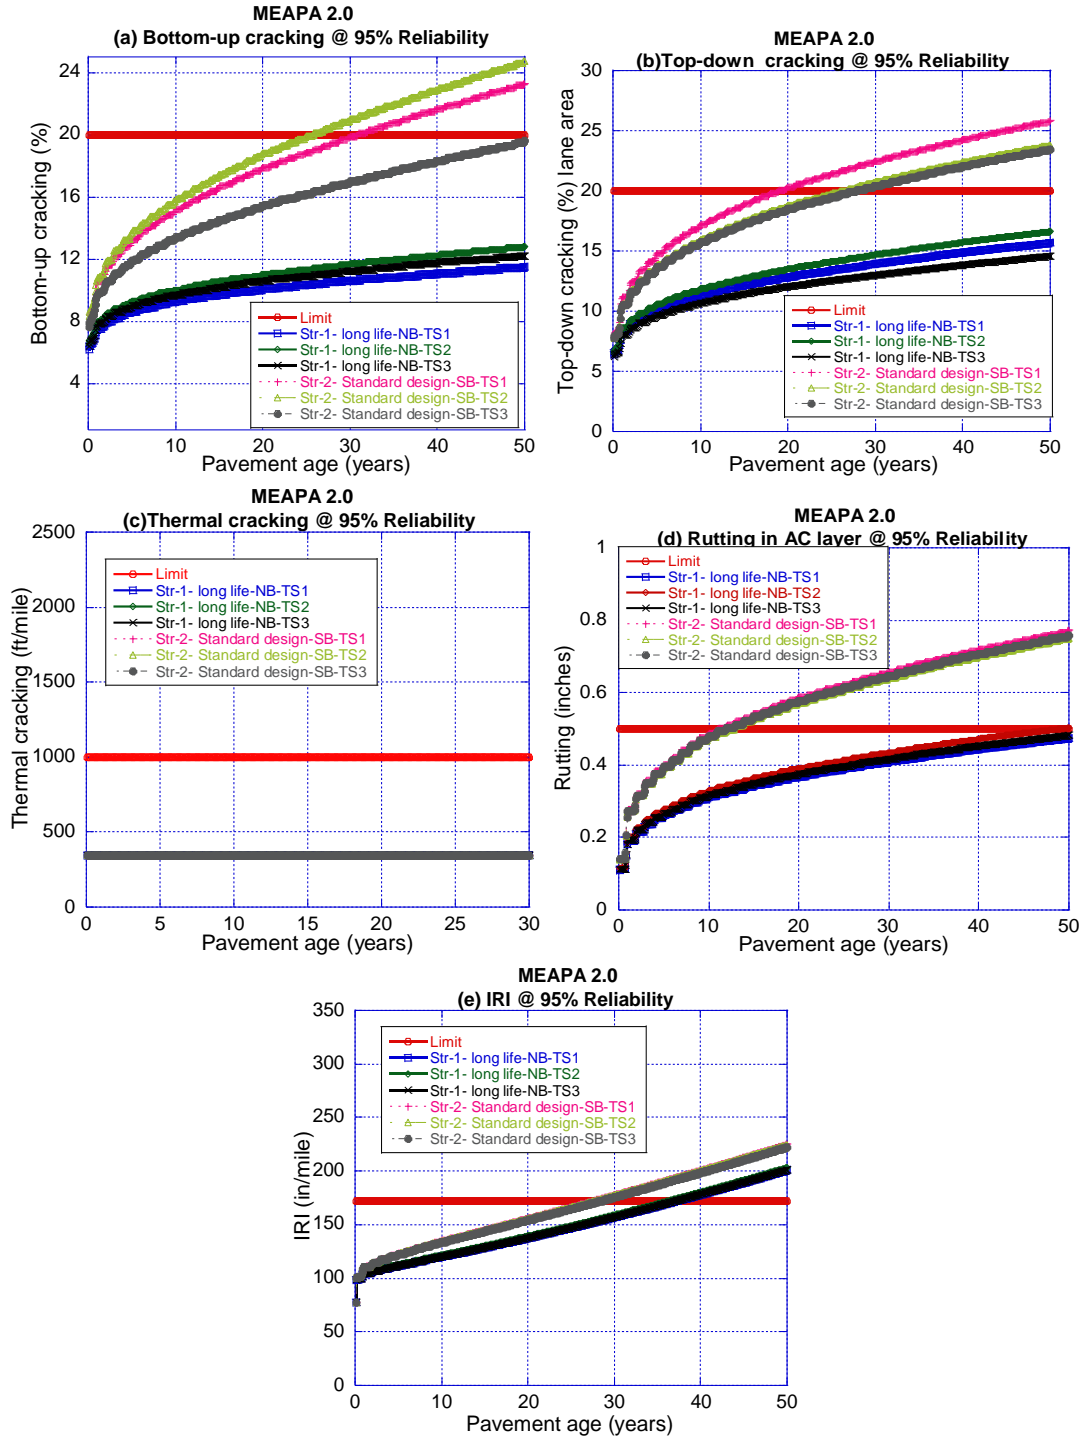 MEAPA 2.0
(a) Bottom-up cracking @ 95% Reliability
24
20
16
12
8
4
Bottom-up cracking (%)
Limit
Str-1- long life-NB-TS1
Str-1- long life-NB-TS2
Str-1- long life-NB-TS3
Str-2- Standard design-SB-TS1
Str-2- Standard design-SB-TS2
Str-2- Standard design-SB-TS3
0 10 20 30 40 50
Pavement age (years)
MEAPA 2.0
(b)Top-down cracking @ 95% Reliability
30
25
20
15
10
5
0
Top-down cracking (%) lane area
Limit
Str-1- long life-NB-TS1
Str-1- long life-NB-TS2
Str-1- long life-NB-TS3
Str-2- Standard design-SB-TS1
Str-2- Standard design-SB-TS2
Str-2- Standard design-SB-TS3
0 10 20 30 40 50
Pavement age (years)
MEAPA 2.0
(c)Thermal cracking @ 95% Reliability
2500
2000
1500
1000
500
0
Thermal cracking (ft/mile)
Limit
Str-1- long life-NB-TS1
Str-1- long life-NB-TS2
Str-1- long life-NB-TS3
Str-2- Standard design-SB-TS1
Str-2- Standard design-SB-TS2
Str-2- Standard design-SB-TS3
0 5 10 15 20 25 30
Pavement age (years)
MEAPA 2.0
(d) Rutting in AC layer @ 95% Reliability
1
0.8
0.6
0.4
0.2
0
Rutting (inches)
Limit
Str-1- long life-NB-TS1
Str-1- long life-NB-TS2
Str-1- long life-NB-TS3
Str-2- Standard design-SB-TS1
Str-2- Standard design-SB-TS2
Str-2- Standard design-SB-TS3
0 10 20 30 40 50
Pavement age (years)
MEAPA 2.0
(e) IRI @ 95% Reliability
350
300
250
200
150
100
50
0
IRI (in/mile)
Limit
Str-1- long life-NB-TS1
Str-1- long life-NB-TS2
Str-1- long life-NB-TS3
Str-2- Standard design-SB-TS1
Str-2- Standard design-SB-TS2
Str-2- Standard design-SB-TS3
0 10 20 30 40 50
Pavement age (years)